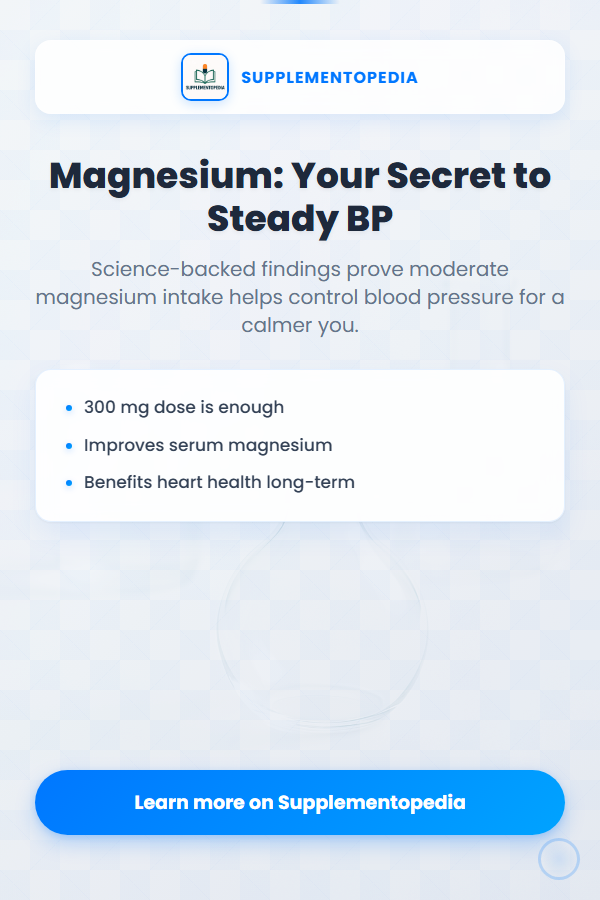 SUPPLEMENTOPEDIA
SUPPLEMENTOPEDIA
Magnesium: Your Secret to
Steady BP
Science-backed findings prove moderate
magnesium intake helps control blood pressure for a
calmer you.
300 mg dose is enough
Improves serum magnesium
Benefits heart health long-term
Learn more on Supplementopedia